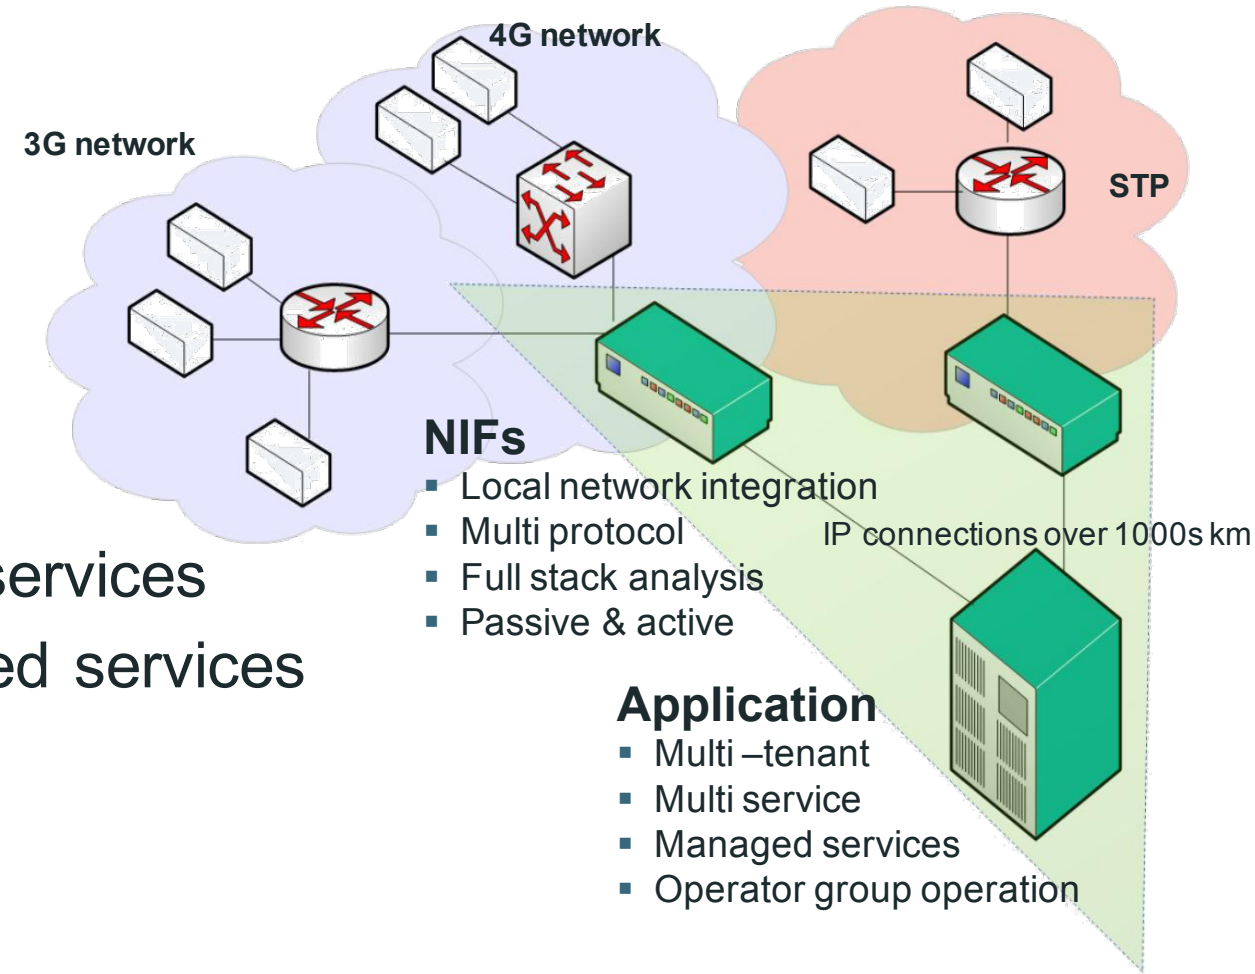 4G network
3G network
STP
NIFs
▪ Local network integration
▪ Multi protocol
▪ Full stack analysis
▪ Passive & active
IP connections over 1000s km
services
ed services
Application
▪ Multi –tenant
▪ Multi service
▪ Managed services
▪ Operator group operation